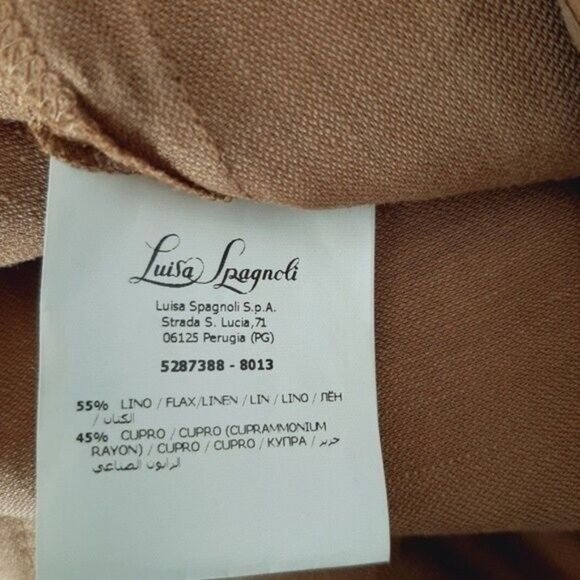 Luisa Spagnoli
Luisa Spagnoli S.p.A.
Strada S. Lucia,71
06125 Perugia (PG)
5287388 - 8013
55% LINO / FLAX/LINEN / LIN / LINO / ЛЁН
/ الكتان
45% CUPRO / CUPRO (CUPRAMMONIUM
RAYON) / CUPRO / CUPRO / КУПРА / حرير
الرايون الصناعي